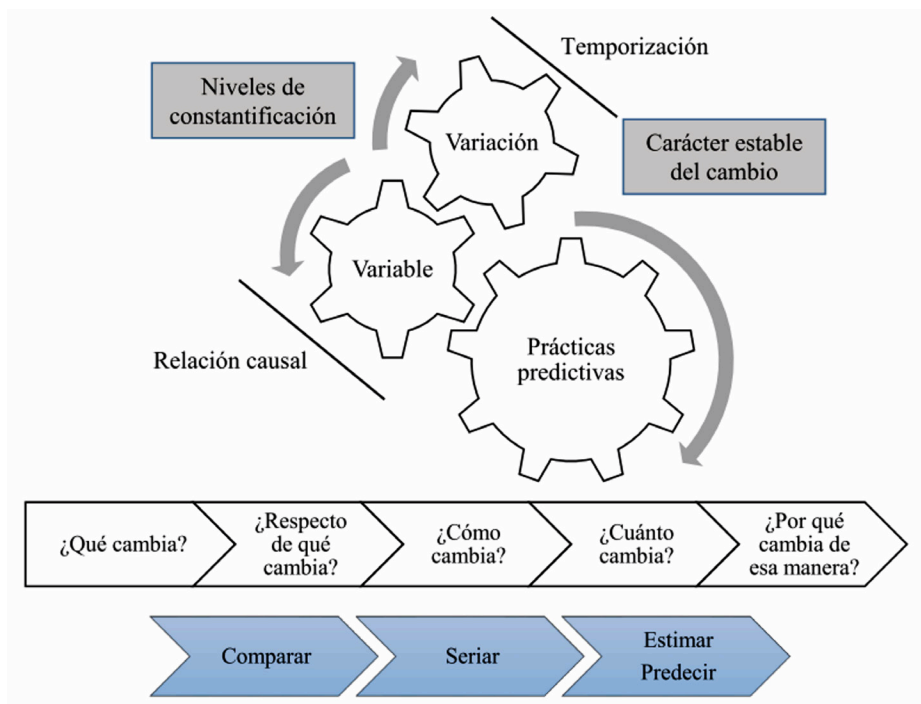 Temporización
Niveles de
constantificación
Variación
Carácter estable
del cambio
Variable
Relación causal
Prácticas
predictivas
¿Qué cambia?
¿Respecto
de qué
cambia?
¿Cómo
cambia?
¿Cuánto
cambia?
¿Por qué
cambia de
esa manera?
Comparar
Seriar
Estimar
Predecir